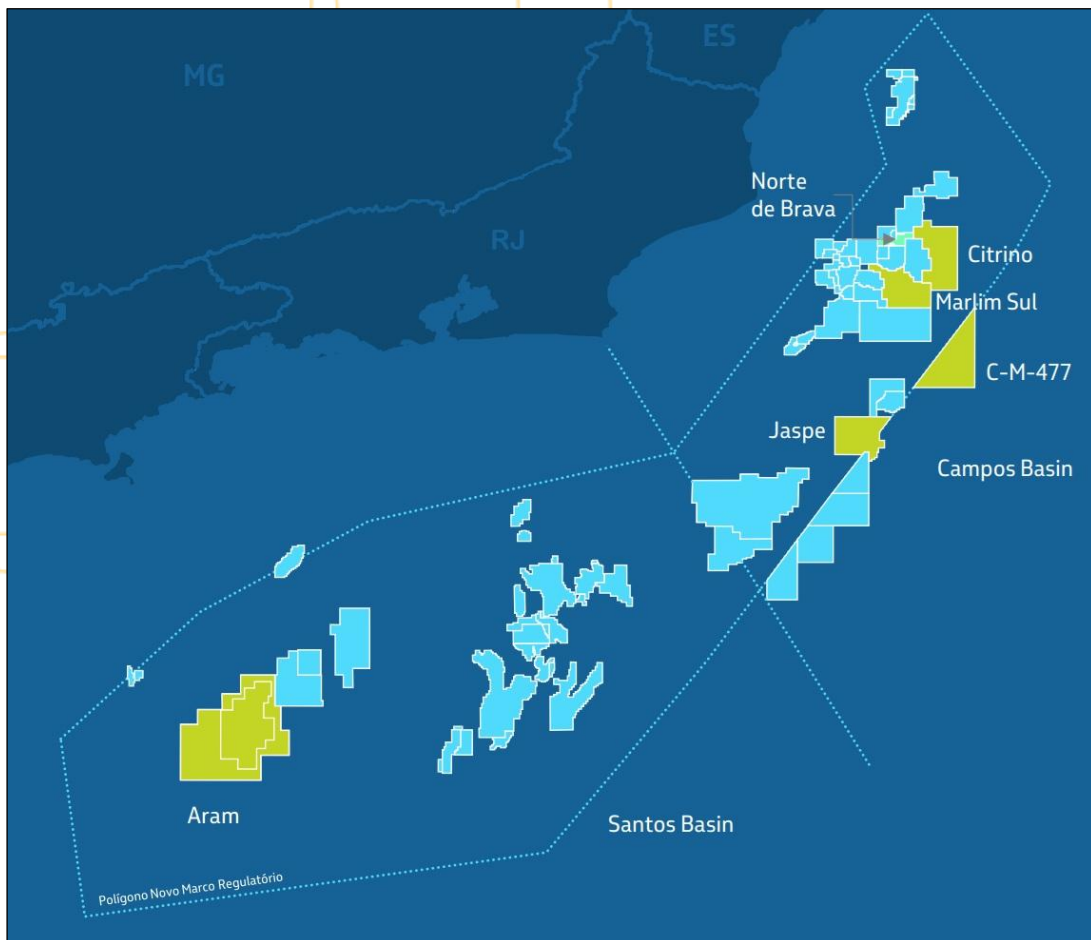 MG
ES
RJ
Norte
de Brava
Citrino
Marlim Sul
C-M-477
Jaspe
Campos Basin
Aram
Santos Basin
Polígono Novo Marco Regulatório